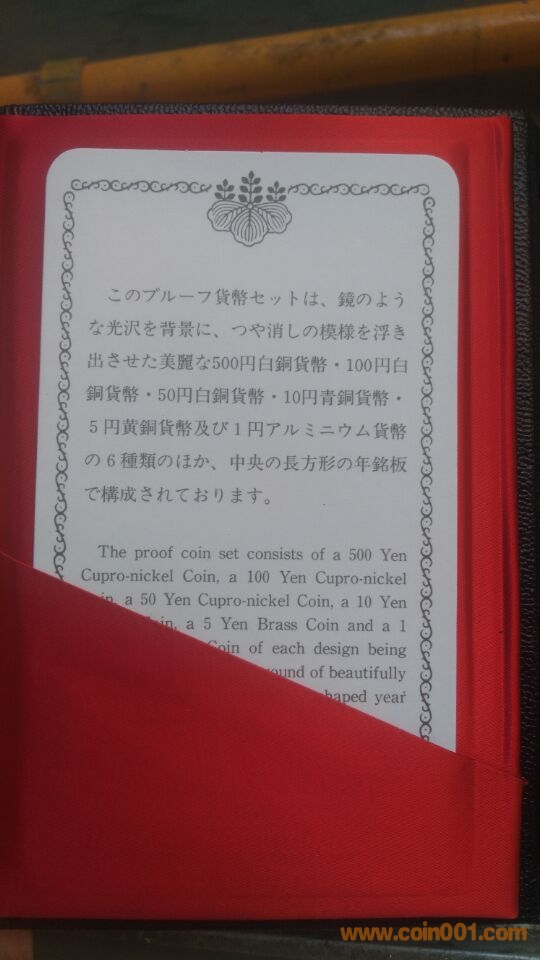 このプルーフ貨幣セットは、鏡のよう
な光沢を背景に、つや消しの模様を浮き
出させた美麗な500円白銅貨幣・100円白
銅貨幣・50円白銅貨幣・10円青銅貨幣・
5円黄銅貨幣及び1円アルミニウム貨幣
の6種類のほか、中央の長方形の年銘板
で構成されております。
The proof coin set consists of a 500 Yen
Cupro-nickel Coin, a 100 Yen Cupro-nickel
a 50 Yen Cupro-nickel Coin, a 10 Yen
a 5 Yen Brass Coin and a 1
Coin of each design being
of beautifully
year
www.coin001.com